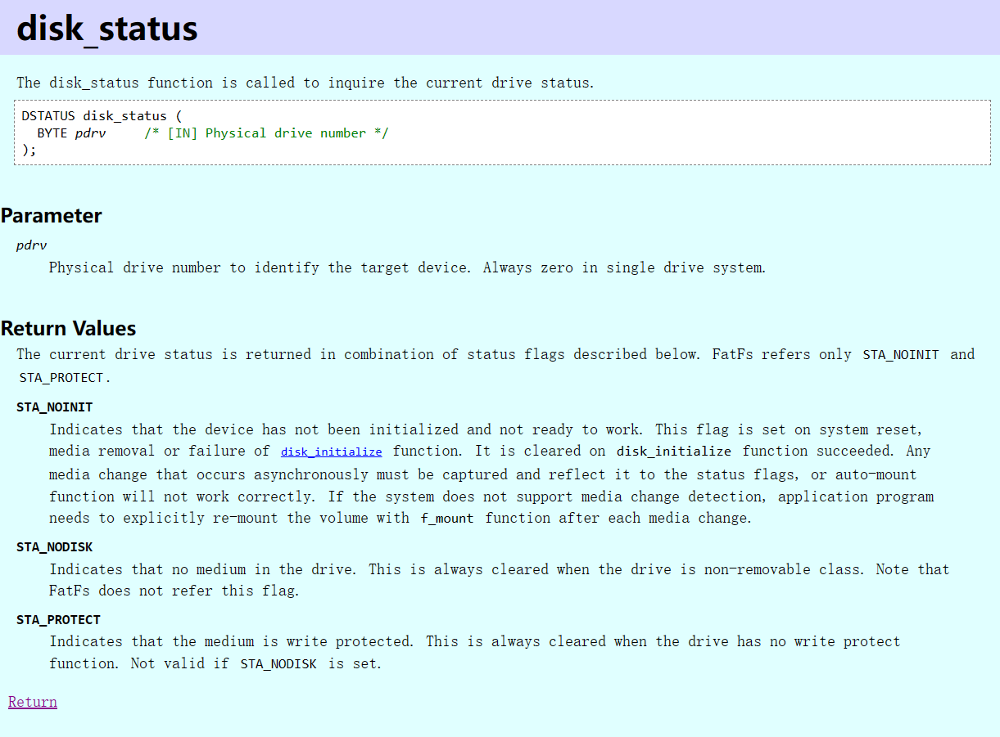 disk_status
The disk_status function is called to inquire the current drive status.
DSTATUS disk_status (
  BYTE pdrv     /* [IN] Physical drive number */
);
Parameter
pdrv
Physical drive number to identify the target device. Always zero in single drive system.
Return Values
The current drive status is returned in combination of status flags described below. FatFs refers only STA_NOINIT and
STA_PROTECT.
STA_NOINIT
Indicates that the device has not been initialized and not ready to work. This flag is set on system reset,
media removal or failure of disk_initialize function. It is cleared on disk_initialize function succeeded. Any
media change that occurs asynchronously must be captured and reflect it to the status flags, or auto-mount
function will not work correctly. If the system does not support media change detection, application program
needs to explicitly re-mount the volume with f_mount function after each media change.
STA_NODISK
Indicates that no medium in the drive. This is always cleared when the drive is non-removable class. Note that
FatFs does not refer this flag.
STA_PROTECT
Indicates that the medium is write protected. This is always cleared when the drive has no write protect
function. Not valid if STA_NODISK is set.
Return